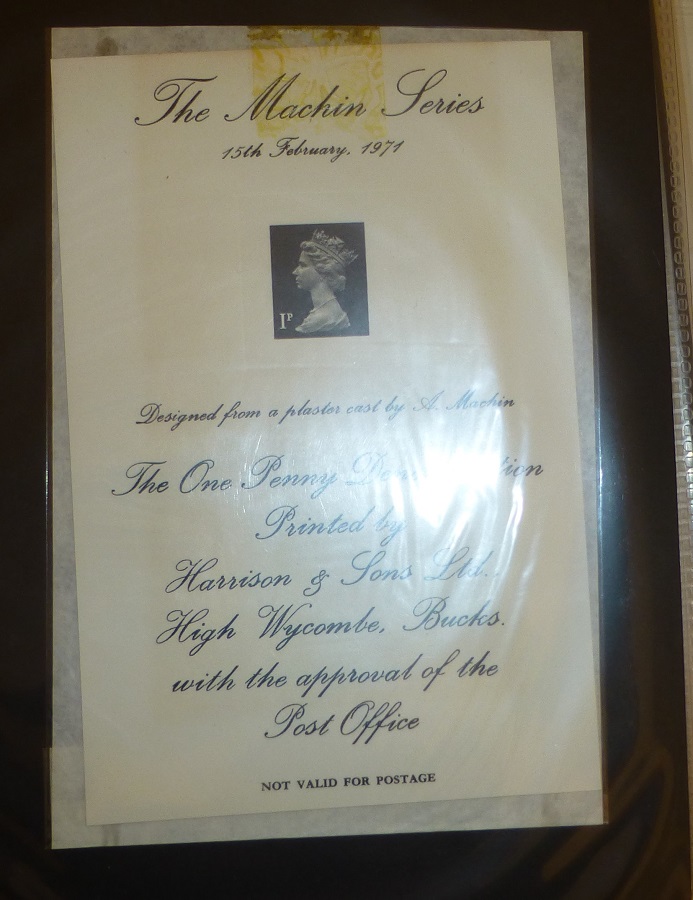 The Machin Series
15th February, 1971
1P
Designed from a plaster cast by A. Machin
The One Penny
Printed by
Harrison & Sons Ltd.
High Wycombe, Bucks.
with the approval of the
Post Office
NOT VALID FOR POSTAGE